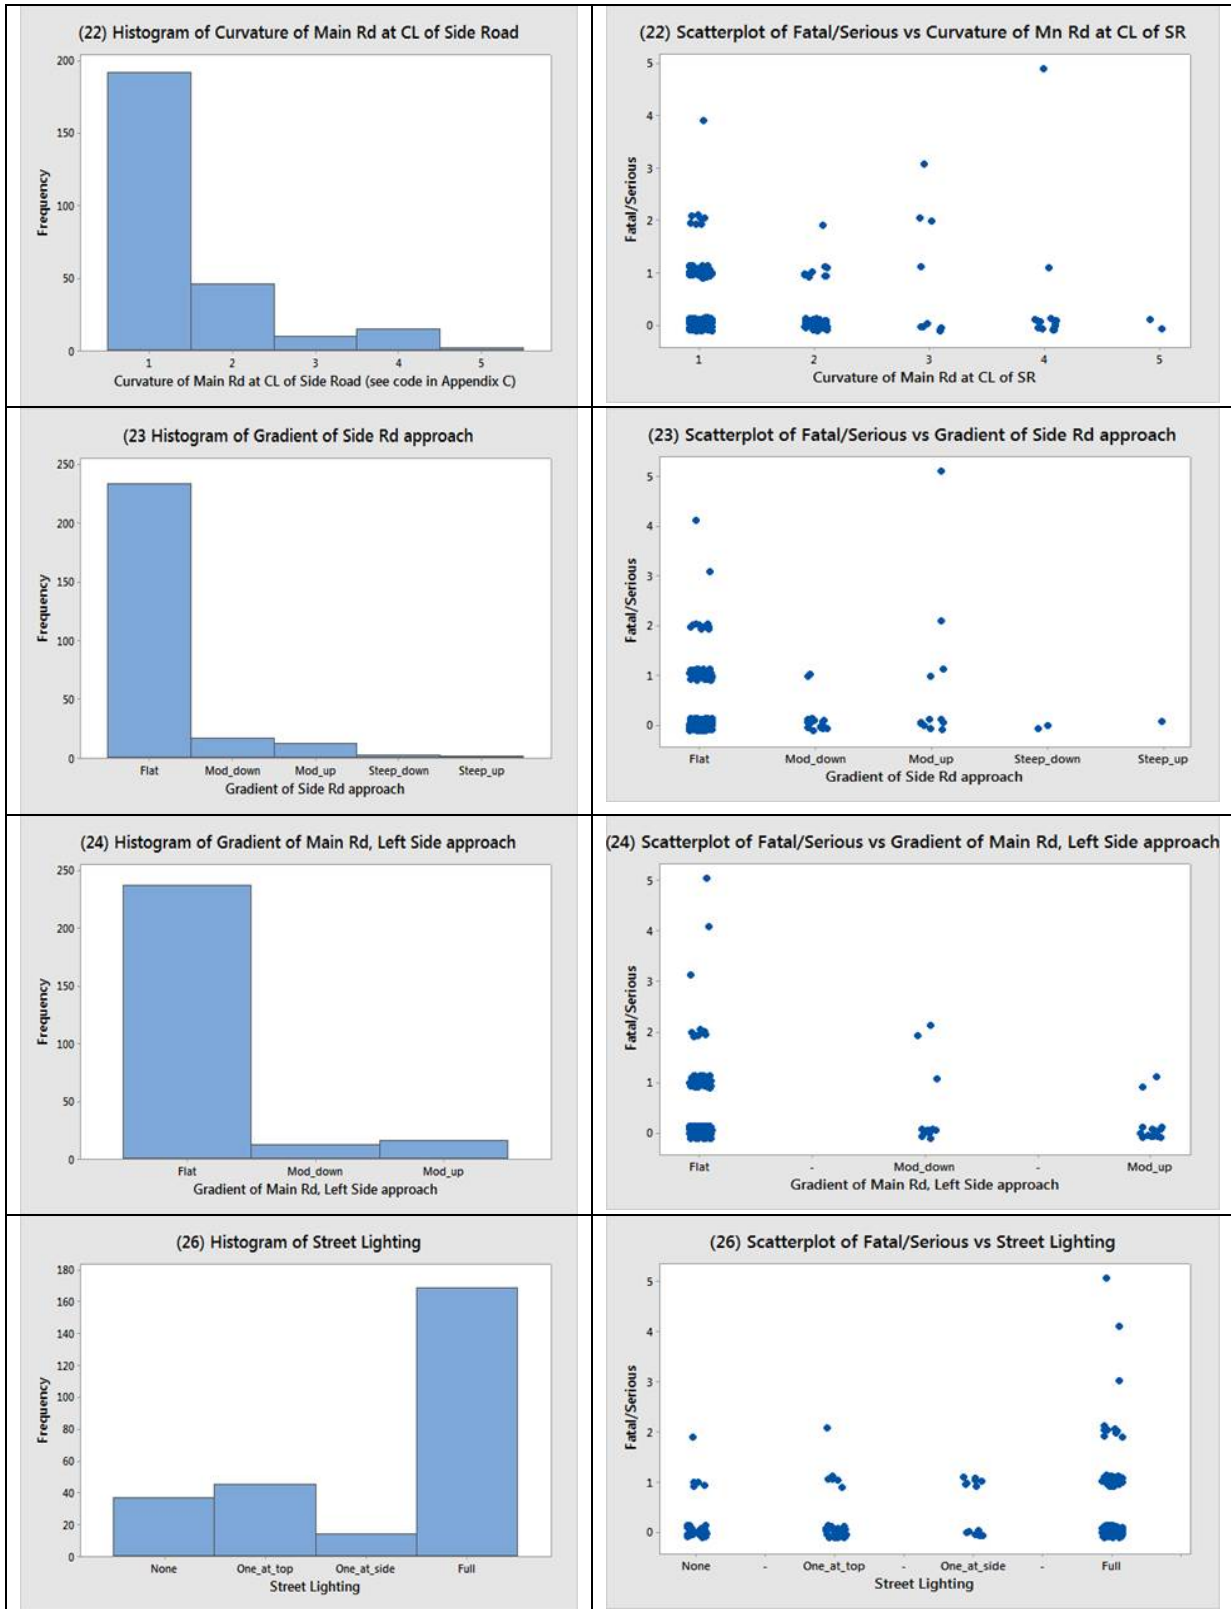 (22) Histogram of Curvature of Main Rd at CL of Side Road
200
150
100
50
0
Frequency
1 2 3 4 5
Curvature of Main Rd at CL of Side Road (see code in Appendix C)
(22) Scatterplot of Fatal/Serious vs Curvature of Mn Rd at CL of SR
5
4
3
2
1
0
Fatal/Serious
1 2 3 4 5
Curvature of Main Rd at CL of SR
(23 Histogram of Gradient of Side Rd approach
250
200
150
100
50
0
Frequency
Flat Mod_down Mod_up Steep_down Steep_up
Gradient of Side Rd approach
(23) Scatterplot of Fatal/Serious vs Gradient of Side Rd approach
5
4
3
2
1
0
Fatal/Serious
Flat Mod_down Mod_up Steep_down Steep_up
Gradient of Side Rd approach
(24) Histogram of Gradient of Main Rd, Left Side approach
250
200
150
100
50
0
Frequency
Flat Mod_down Mod_up
Gradient of Main Rd, Left Side approach
(24) Scatterplot of Fatal/Serious vs Gradient of Main Rd, Left Side approach
5
4
3
2
1
0
Fatal/Serious
Flat - Mod_down - Mod_up
Gradient of Main Rd, Left Side approach
(26) Histogram of Street Lighting
180
160
140
120
100
80
60
40
20
0
Frequency
None One_at_top One_at_side Full
Street Lighting
(26) Scatterplot of Fatal/Serious vs Street Lighting
5
4
3
2
1
0
Fatal/Serious
None - One_at_top - One_at_side - Full
Street Lighting